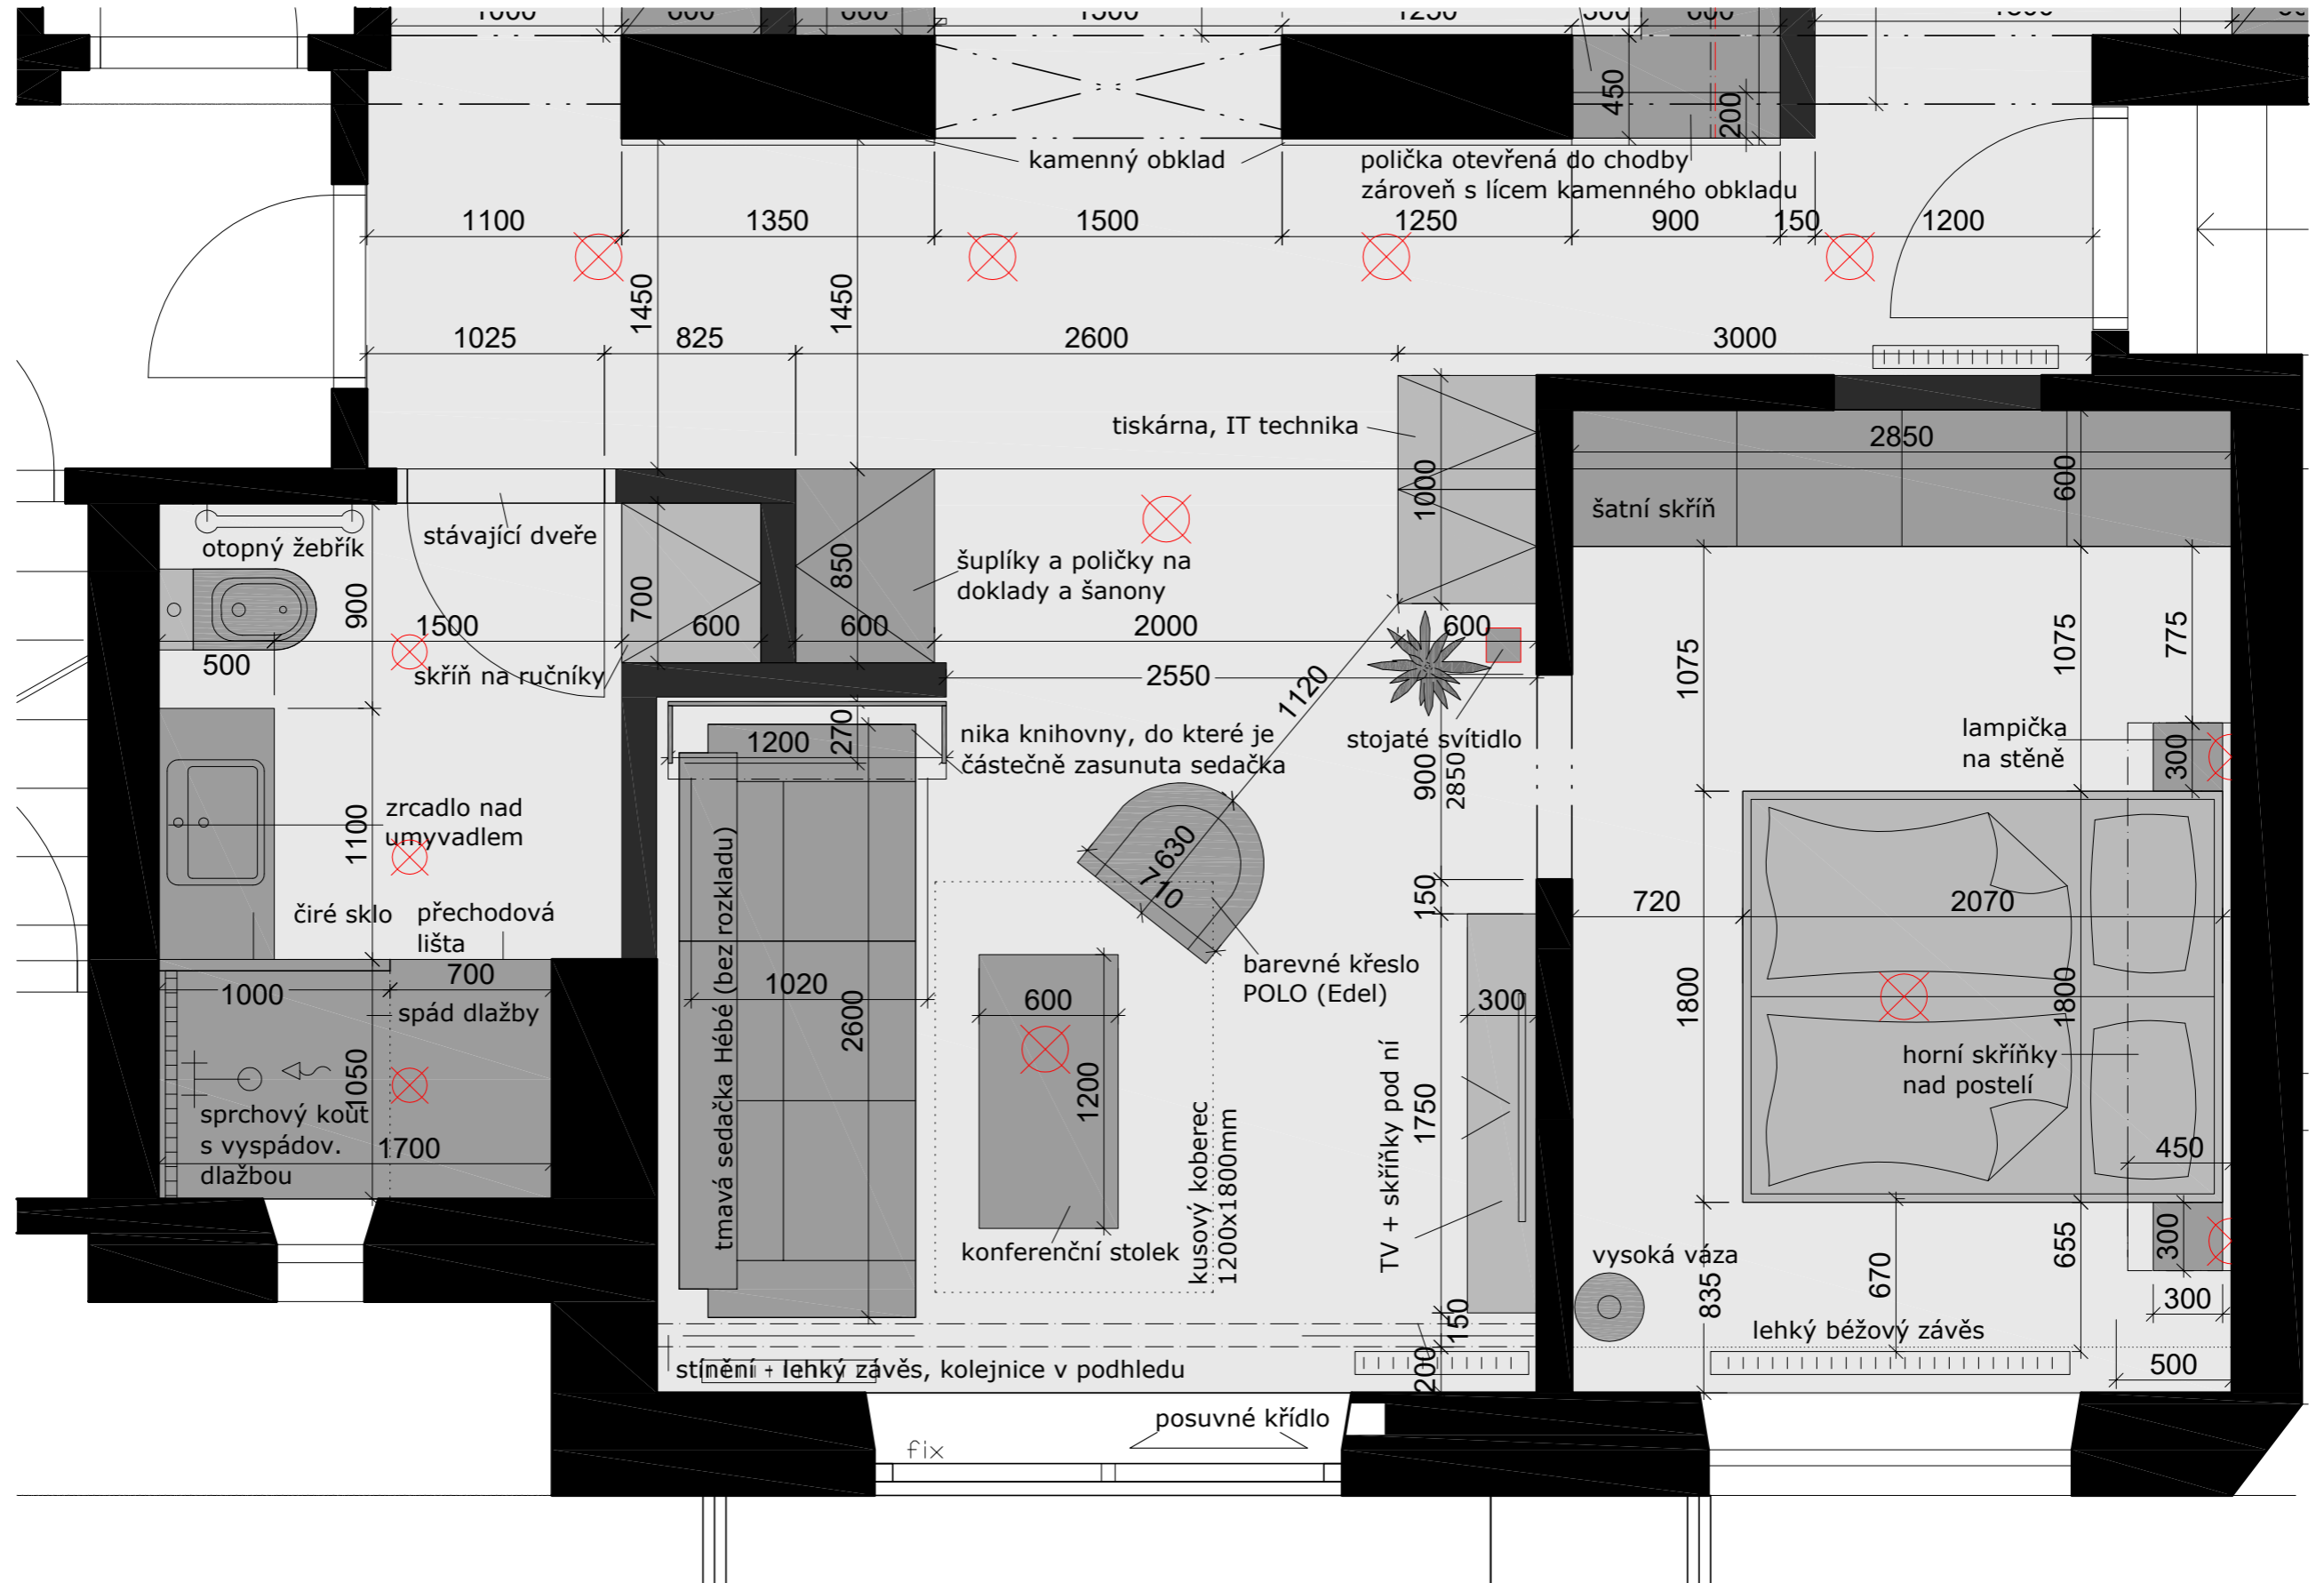 kamenný obklad
polička otevřená do chodby
zároveň s lícem kamenného obkladu
450
200
1100
1350
1500
1250
900
150
1200
1450
1450
1025
825
2600
3000
tiskárna, IT technika
1000
2850
600
šatní skříň
otopný žebřík
stávající dveře
šuplíky a poličky na
doklady a šanony
900
700
850
1500
600
600
2000
600
500
skříň na ručníky
2550
1120
1075
1075
775
1200
270
nika knihovny, do které je
částečně zasunuta sedačka
stojaté svítidlo
900
2850
lampička
na stěně
300
zrcadlo nad
umyvadlem
1100
630
710
čiré sklo
přechodová
lišta
150
720
2070
barevné křeslo
POLO (Edel)
1000
700
spád dlažby
1020
2600
tmavá sedačka Hébé (bez rozkladu)
600
1200
300
1800
1800
1050
sprchový kout
s vyspádov.
dlažbou
1700
kusový koberec
1200x1800mm
TV + skříňky pod ní
1750
horní skříňky
nad postelí
450
konferenční stolek
vysoká váza
835
670
655
300
300
150
lehký béžový závěs
stínění - lehký závěs, kolejnice v podhledu
200
500
posuvné křídlo
fix